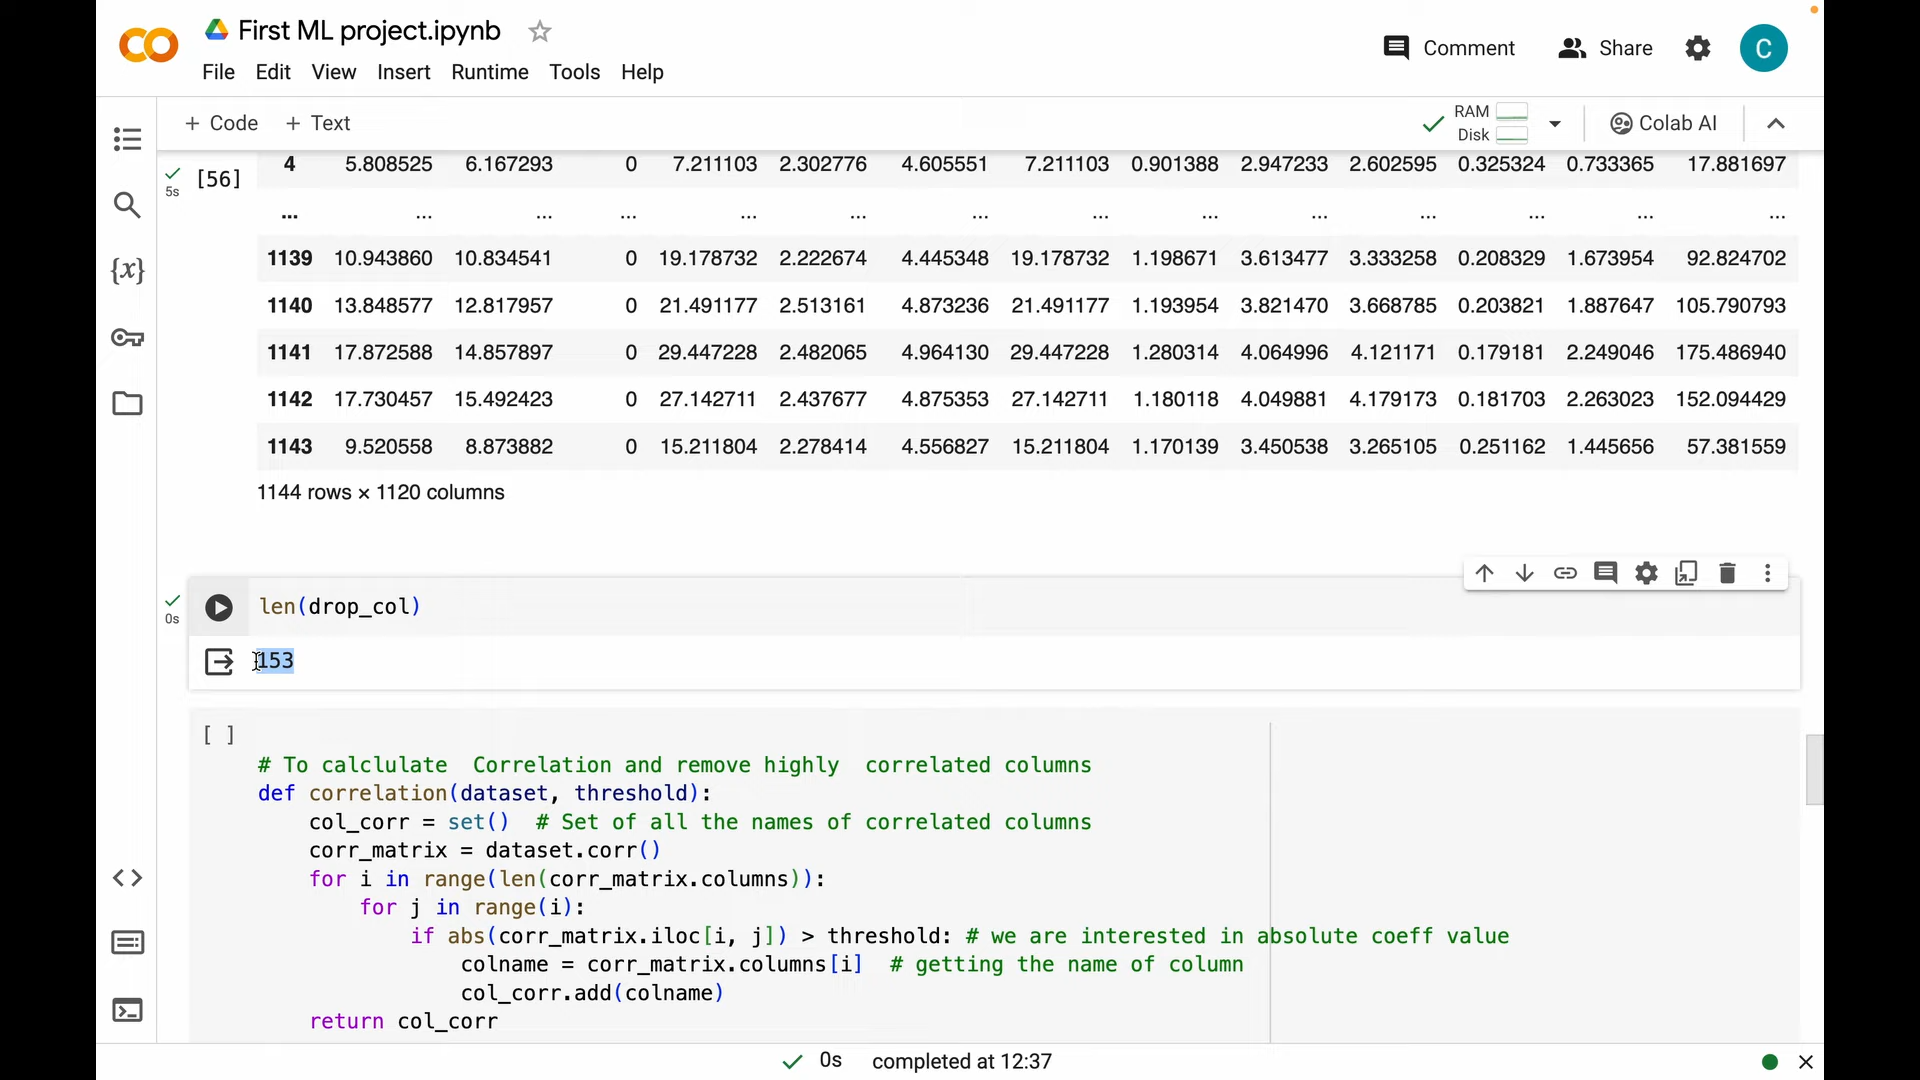 First ML project.ipynb
Comment
Share
C
File Edit View Insert Runtime Tools Help
+ Code + Text
RAM
Disk
Colab AI
5s
[56]
4 5.808525 6.167293 0 7.211103 2.302776 4.605551 7.211103 0.901388 2.947233 2.602595 0.325324 0.733365 17.881697
... ... ... ... ... ... ... ... ... ... ... ... ... ...
1139 10.943860 10.834541 0 19.178732 2.222674 4.445348 19.178732 1.198671 3.613477 3.333258 0.208329 1.673954 92.824702
1140 13.848577 12.817957 0 21.491177 2.513161 4.873236 21.491177 1.193954 3.821470 3.668785 0.203821 1.887647 105.790793
1141 17.872588 14.857897 0 29.447228 2.482065 4.964130 29.447228 1.280314 4.064996 4.121171 0.179181 2.249046 175.486940
1142 17.730457 15.492423 0 27.142711 2.437677 4.875353 27.142711 1.180118 4.049881 4.179173 0.181703 2.263023 152.094429
1143 9.520558 8.873882 0 15.211804 2.278414 4.556827 15.211804 1.170139 3.450538 3.265105 0.251162 1.445656 57.381559
1144 rows × 1120 columns
0s
len(drop_col)
153
[ ]
# To calclulate  Correlation and remove highly  correlated columns
def correlation(dataset, threshold):
    col_corr = set()  # Set of all the names of correlated columns
    corr_matrix = dataset.corr()
    for i in range(len(corr_matrix.columns)):
        for j in range(i):
            if abs(corr_matrix.iloc[i, j]) > threshold: # we are interested in absolute coeff value
                colname = corr_matrix.columns[i]  # getting the name of column
                col_corr.add(colname)
    return col_corr
0s completed at 12:37